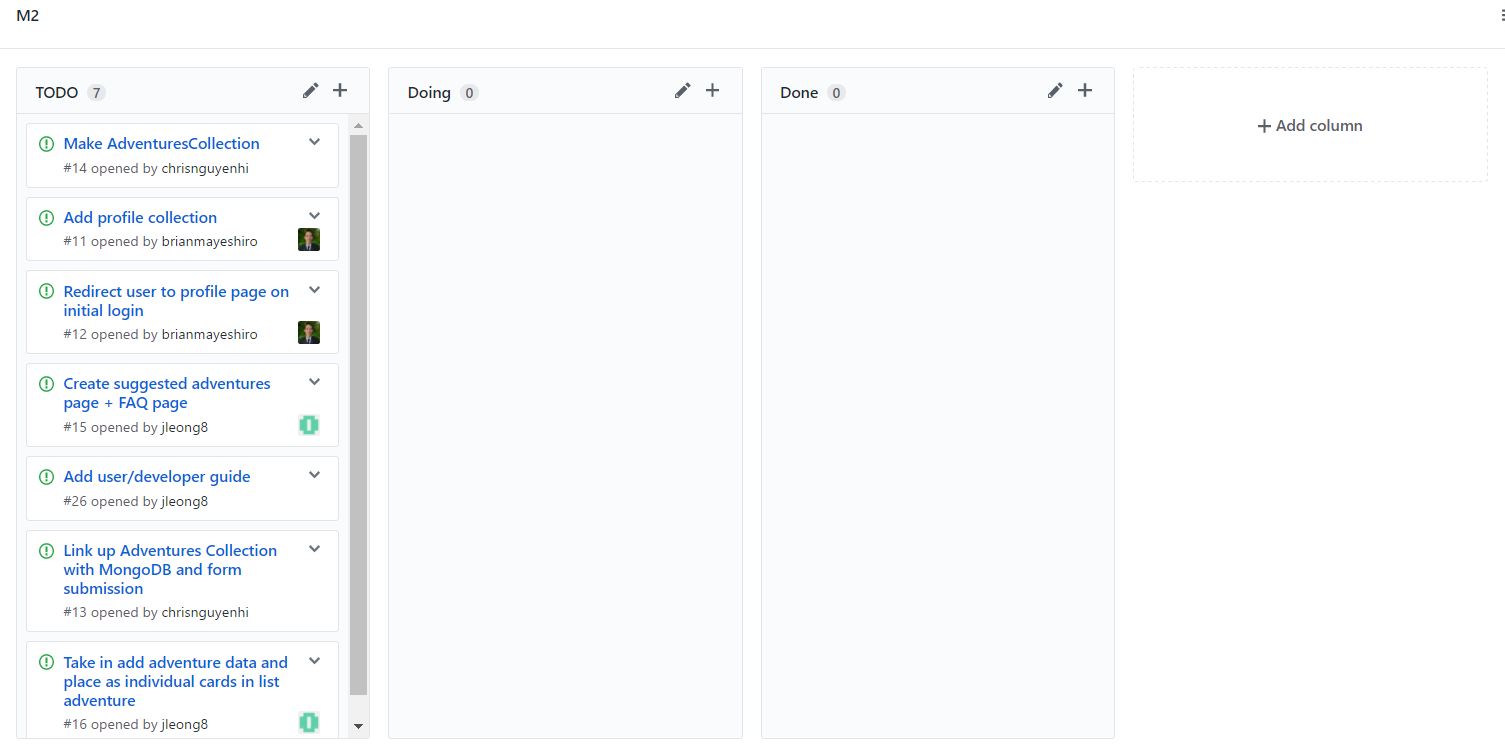 M2
TODO 7
Make AdventuresCollection
#14 opened by chrisnguyenhi
Add profile collection
#11 opened by brianmayeshiro
Redirect user to profile page on
initial login
#12 opened by brianmayeshiro
Create suggested adventures
page + FAQ page
#15 opened by jleong8
Add user/developer guide
#26 opened by jleong8
Link up Adventures Collection
with MongoDB and form
submission
#13 opened by chrisnguyenhi
Take in add adventure data and
place as individual cards in list
adventure
#16 opened by jleong8
Doing 0
Done 0
Add column